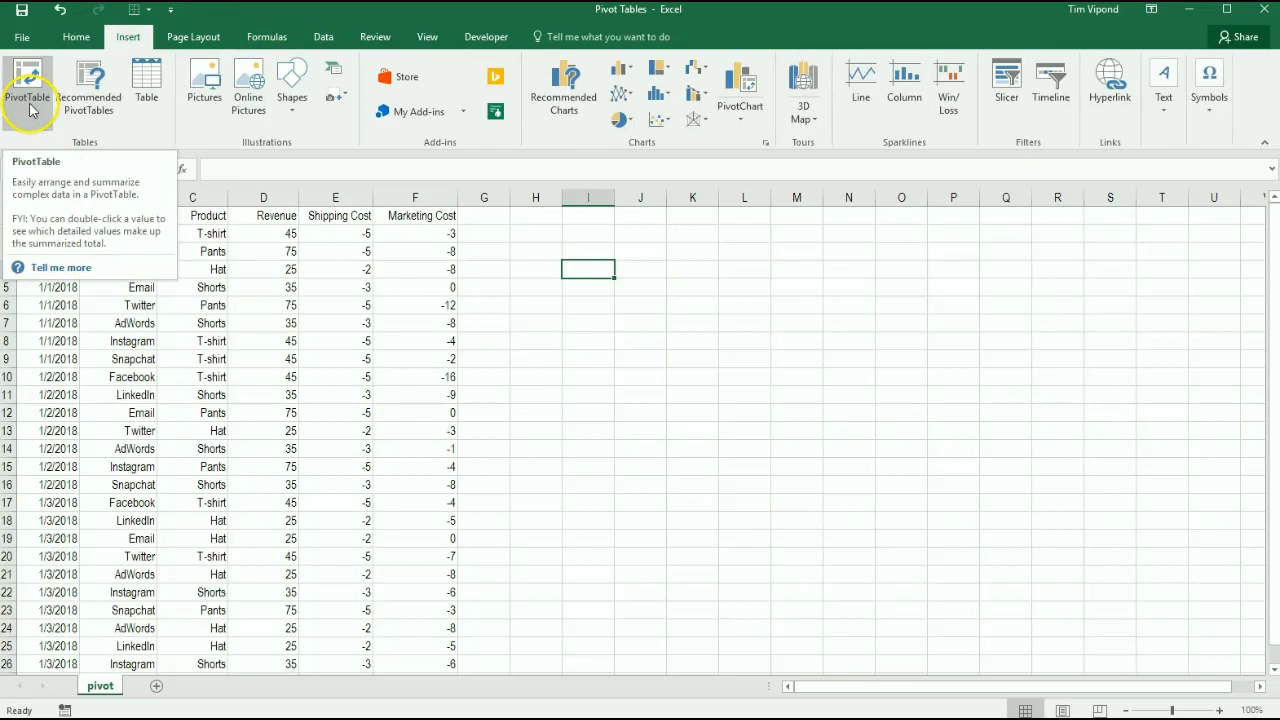 Pivot Tables - Excel
Tim Vipond
File Home Insert Page Layout Formulas Data Review View Developer Tell me what you want to do Share
PivotTable
Recommended PivotTables
Table
Pictures
Online Pictures
Shapes
Store
My Add-ins
Recommended Charts
PivotChart
3D Map
Line
Column
Win/ Loss
Slicer
Timeline
Hyperlink
Text
Symbols
Tables Illustrations Add-ins Charts Tours Sparklines Filters Links
PivotTable
Easily arrange and summarize
complex data in a PivotTable.
FYI: You can double-click a value to
see which detailed values make up
the summarized total.
Tell me more
fx
C D E F G H I J K L M N O P Q R S T U
Product Revenue Shipping Cost Marketing Cost
T-shirt 45 -5 -3
Pants 75 -5 -8
Hat 25 -2 -8
5 1/1/2018 Email Shorts 35 -3 0
6 1/1/2018 Twitter Pants 75 -5 -12
7 1/1/2018 AdWords Shorts 35 -3 -8
8 1/1/2018 Instagram T-shirt 45 -5 -4
9 1/1/2018 Snapchat T-shirt 45 -5 -2
10 1/2/2018 Facebook T-shirt 45 -5 -16
11 1/2/2018 LinkedIn Shorts 35 -3 -9
12 1/2/2018 Email Pants 75 -5 0
13 1/2/2018 Twitter Hat 25 -2 -3
14 1/2/2018 AdWords Shorts 35 -3 -1
15 1/2/2018 Instagram Pants 75 -5 -4
16 1/2/2018 Snapchat Shorts 35 -3 -8
17 1/3/2018 Facebook T-shirt 45 -5 -4
18 1/3/2018 LinkedIn Hat 25 -2 -5
19 1/3/2018 Email Hat 25 -2 0
20 1/3/2018 Twitter T-shirt 45 -5 -7
21 1/3/2018 AdWords Hat 25 -2 -8
22 1/3/2018 Instagram Shorts 35 -3 -6
23 1/3/2018 Snapchat Pants 75 -5 -3
24 1/3/2018 AdWords Hat 25 -2 -8
25 1/3/2018 LinkedIn Hat 25 -2 -5
26 1/3/2018 Instagram Shorts 35 -3 -6
pivot
Ready
100%